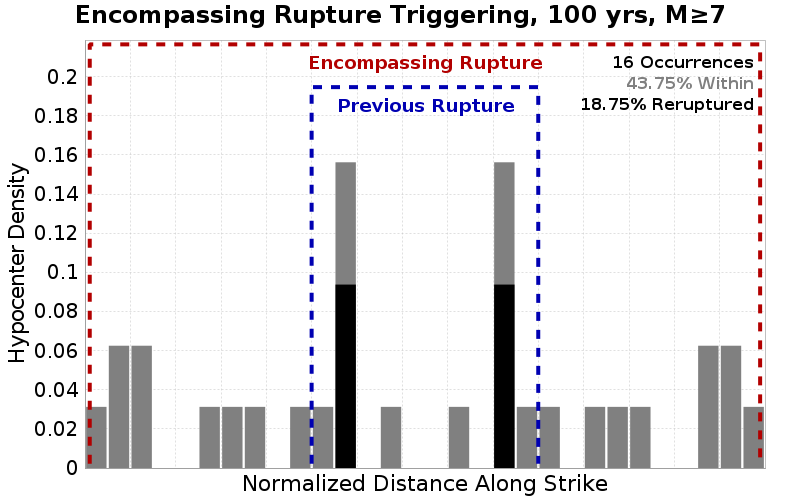 Encompassing Rupture Triggering, 100 yrs, M≥7
Encompassing Rupture
16 Occurrences
43.75% Within
18.75% Reruptured
Previous Rupture
Hypocenter Density
0.2
0.18
0.16
0.14
0.12
0.1
0.08
0.06
0.04
0.02
0
Normalized Distance Along Strike